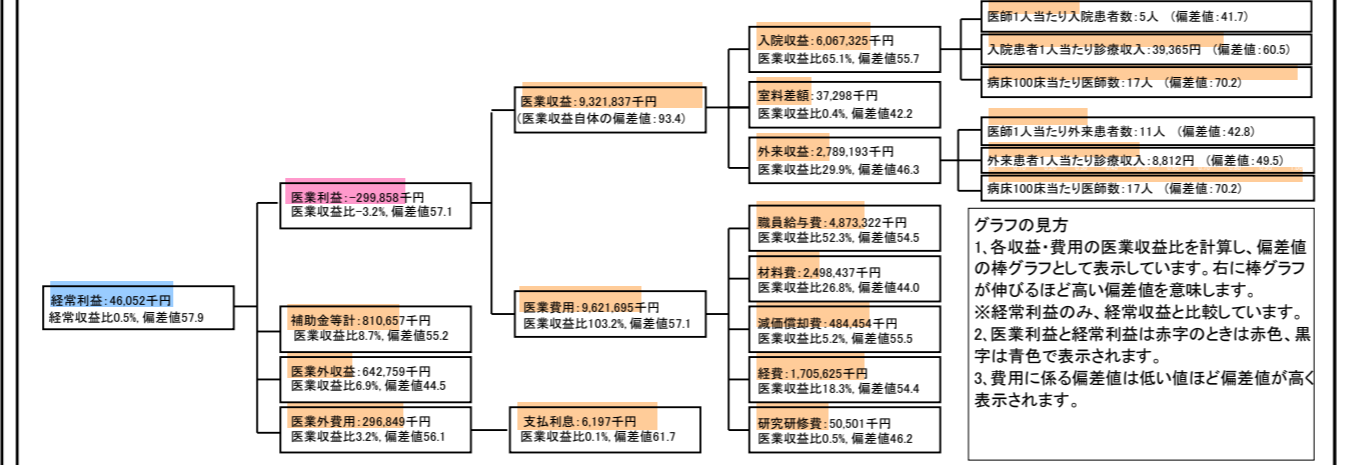 経常利益:46,052千円
経常収益比0.5%, 偏差値57.9
医業利益:-299,858千円
医業収益比-3.2%, 偏差値57.1
補助金等計:810,657千円
医業収益比8.7%, 偏差値55.2
医業外収益:642,759千円
医業収益比6.9%, 偏差値44.5
医業外費用:296,849千円
医業収益比3.2%, 偏差値56.1
支払利息:6,197千円
医業収益比0.1%, 偏差値61.7
医業収益:9,321,837千円
(医業収益自体の偏差値:93.4)
医業費用:9,621,695千円
医業収益比103.2%, 偏差値57.1
入院収益:6,067,325千円
医業収益比65.1%, 偏差値55.7
室料差額:37,298千円
医業収益比0.4%, 偏差値42.2
外来収益:2,789,193千円
医業収益比29.9%, 偏差値46.3
職員給与費:4,873,322千円
医業収益比52.3%, 偏差値54.5
材料費:2,498,437千円
医業収益比26.8%, 偏差値44.0
減価償却費:484,454千円
医業収益比5.2%, 偏差値55.5
経費:1,705,625千円
医業収益比18.3%, 偏差値54.4
研究研修費:50,501千円
医業収益比0.5%, 偏差値46.2
医師1人当たり入院患者数:5人 (偏差値:41.7)
入院患者1人当たり診療収入:39,365円 (偏差値:60.5)
病床100床当たり医師数:17人 (偏差値:70.2)
医師1人当たり外来患者数:11人 (偏差値:42.8)
外来患者1人当たり診療収入:8,812円 (偏差値:49.5)
病床100床当たり医師数:17人 (偏差値:70.2)
グラフの見方
1、各収益・費用の医業収益比を計算し、偏差値
の棒グラフとして表示しています。右に棒グラフ
が伸びるほど高い偏差値を意味します。
※経常利益のみ、経常収益と比較しています。
2、医業利益と経常利益は赤字のときは赤色、黒
字は青色で表示されます。
3、費用に係る偏差値は低い値ほど偏差値が高く
表示されます。